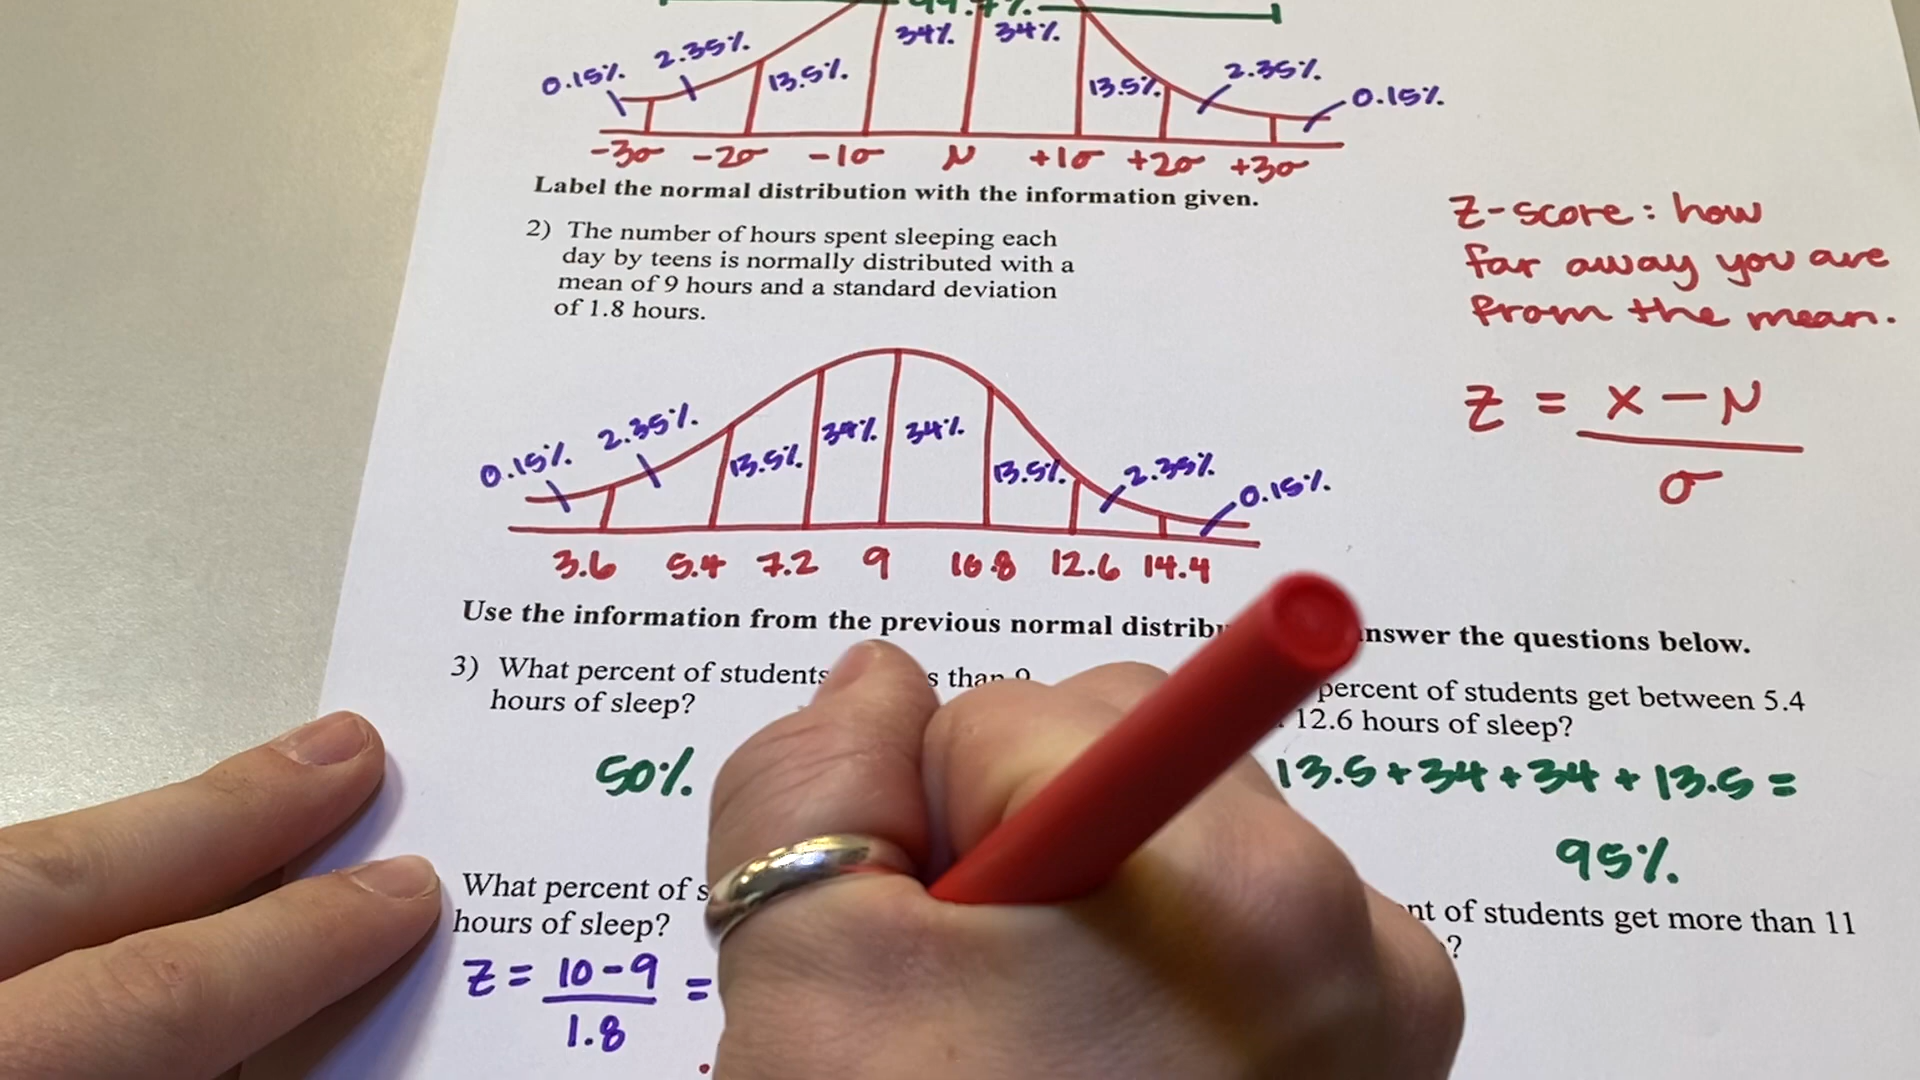 99.7%
34% 34%
0.15% 2.35% 13.5% 13.5% 2.35% 0.15%
-3σ -2σ -1σ μ +1σ +2σ +3σ
Label the normal distribution with the information given.
2) The number of hours spent sleeping each
day by teens is normally distributed with a
mean of 9 hours and a standard deviation
of 1.8 hours.
z-score: how
far away you are
from the mean.
z = x - μ
σ
0.15% 2.35% 13.5% 34% 34% 13.5% 2.35% 0.15%
3.6 5.4 7.2 9 10.8 12.6 14.4
Use the information from the previous normal answer the questions below.
3) What percent of students than 9
hours of sleep?
50%
percent of students get between 5.4
12.6 hours of sleep?
13.5 + 34 + 34 + 13.5 =
95%
What percent of
hours of sleep?
z = 10 - 9 =
1.8
of students get more than 11
?